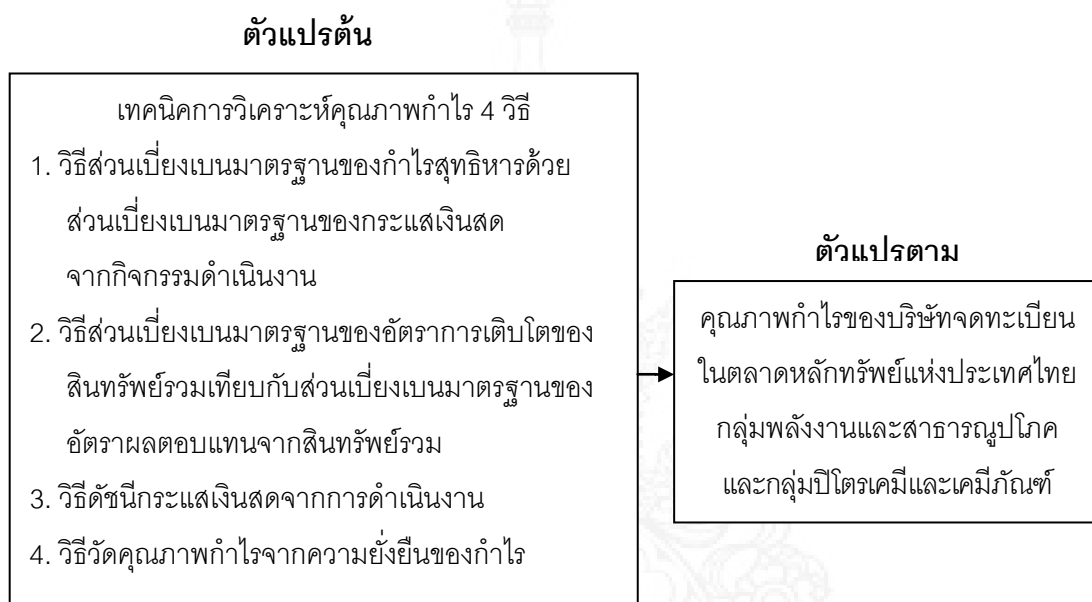 ตัวแปรต้น
เทคนิคการวิเคราะห์คุณภาพกำไร 4 วิธี
1. วิธีส่วนเบี่ยงเบนมาตรฐานของกำไรสุทธิหารด้วย
ส่วนเบี่ยงเบนมาตรฐานของกระแสเงินสด
จากกิจกรรมดำเนินงาน
2. วิธีส่วนเบี่ยงเบนมาตรฐานของอัตราการเติบโตของ
สินทรัพย์รวมเทียบกับส่วนเบี่ยงเบนมาตรฐานของ
อัตราผลตอบแทนจากสินทรัพย์รวม
3. วิธีดัชนีกระแสเงินสดจากการดำเนินงาน
4. วิธีวัดคุณภาพกำไรจากความยั่งยืนของกำไร
ตัวแปรตาม
คุณภาพกำไรของบริษัทจดทะเบียน
ในตลาดหลักทรัพย์แห่งประเทศไทย
กลุ่มพลังงานและสาธารณูปโภค
และกลุ่มปิโตรเคมีและเคมีภัณฑ์